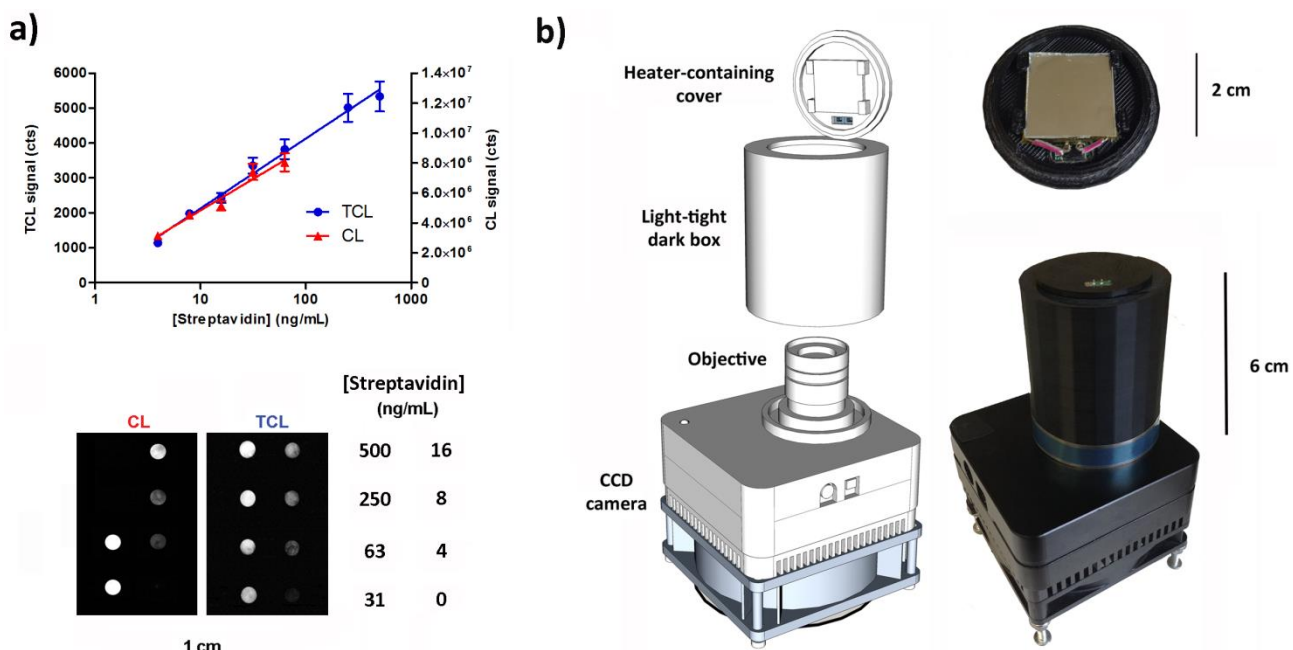 a)
6000
5000
4000
3000
2000
1000
0
TCL signal (cts)
1.4×10⁷
1.2×10⁷
1.0×10⁷
8.0×10⁶
6.0×10⁶
4.0×10⁶
2.0×10⁶
0
CL signal (cts)
TCL
CL
1 10 100 1000
[Streptavidin] (ng/mL)
CL TCL
[Streptavidin]
(ng/mL)
500 16
250 8
63 4
31 0
1 cm
b)
Heater-containing
cover
Light-tight
dark box
Objective
CCD
camera
2 cm
6 cm